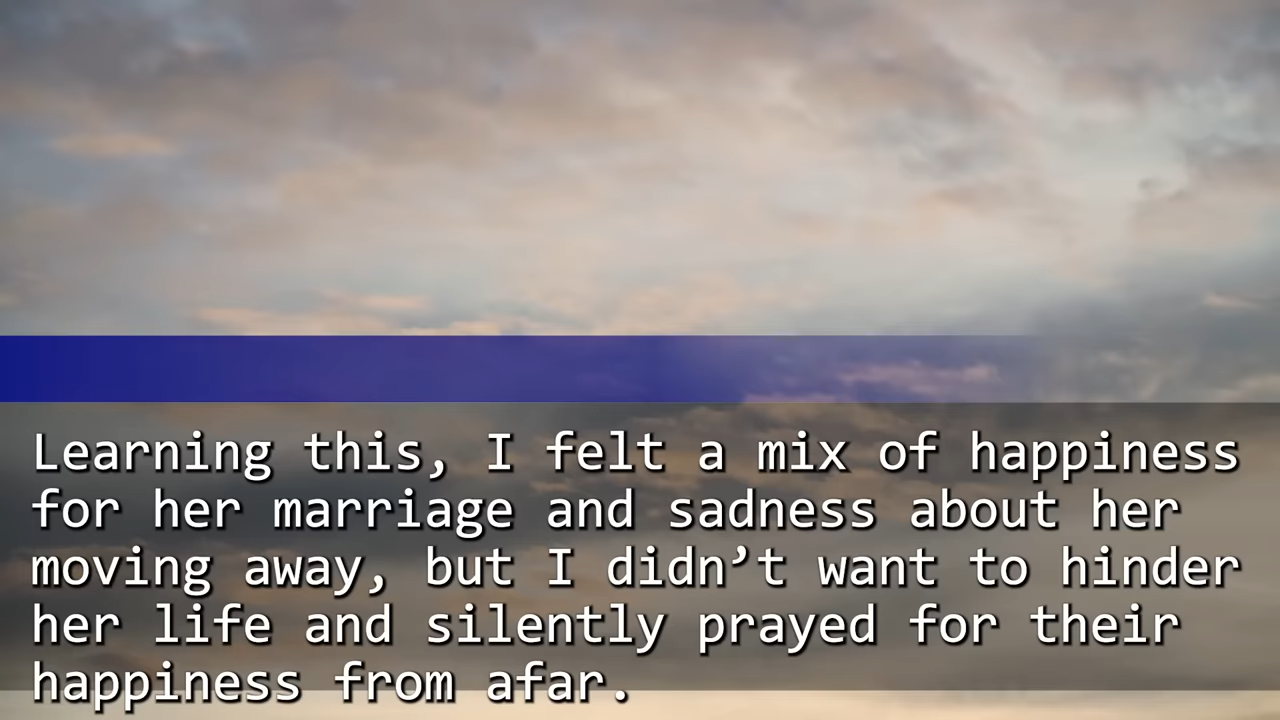 Learning this, I felt a mix of happiness
for her marriage and sadness about her
moving away, but I didn’t want to hinder
her life and silently prayed for their
happiness from afar.